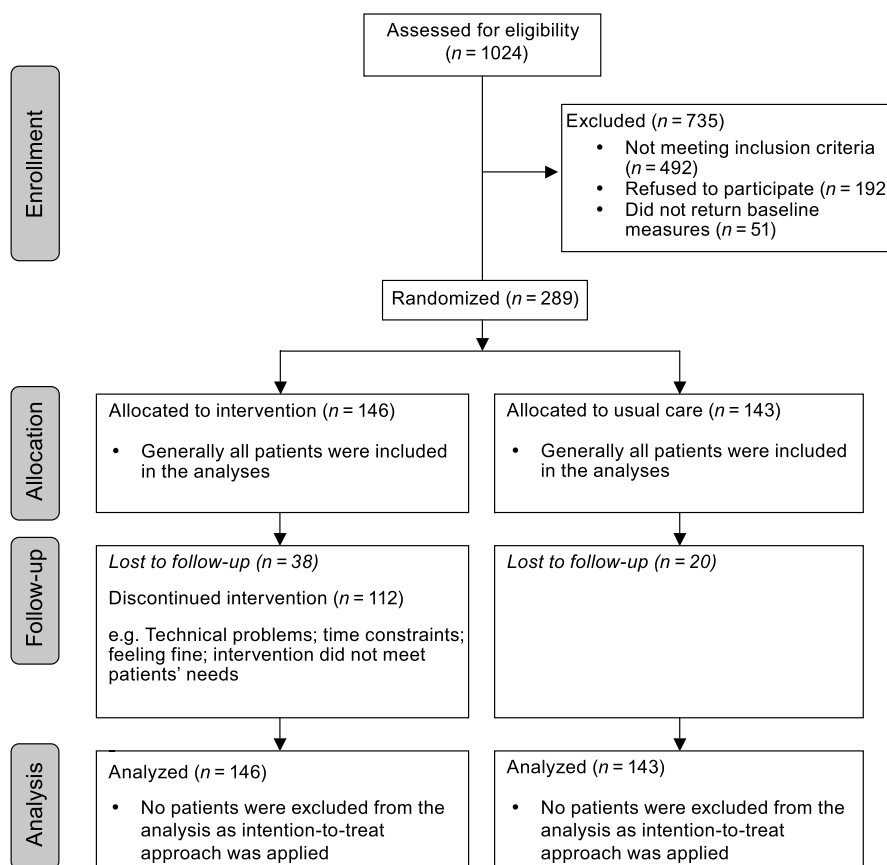 Assessed for eligibility
(n = 1024)
Enrollment
Excluded (n = 735)
• Not meeting inclusion criteria
(n = 492)
• Refused to participate (n = 192
• Did not return baseline
measures (n = 51)
Randomized (n = 289)
Allocation
Allocated to intervention (n = 146)
• Generally all patients were included
in the analyses
Allocated to usual care (n = 143)
• Generally all patients were included
in the analyses
Follow-up
Lost to follow-up (n = 38)
Discontinued intervention (n = 112)
e.g. Technical problems; time constraints;
feeling fine; intervention did not meet
patients’ needs
Lost to follow-up (n = 20)
Analysis
Analyzed (n = 146)
• No patients were excluded from the
analysis as intention-to-treat
approach was applied
Analyzed (n = 143)
• No patients were excluded from the
analysis as intention-to-treat
approach was applied